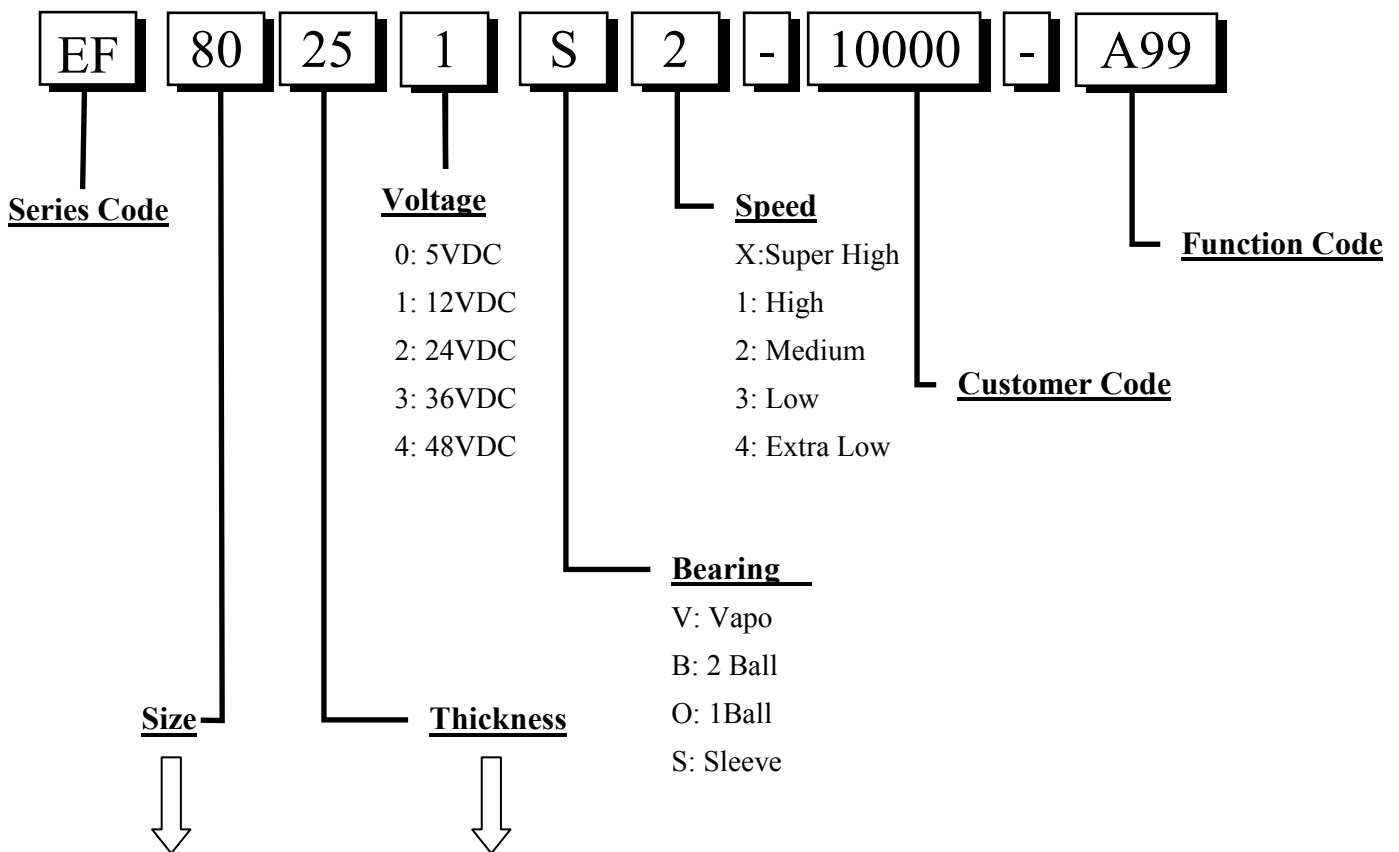 EF 80 25 1 S 2 - 10000 - A99
Series Code
Voltage
0: 5VDC
1: 12VDC
2: 24VDC
3: 36VDC
4: 48VDC
Speed
X:Super High
1: High
2: Medium
3: Low
4: Extra Low
Function Code
Customer Code
Bearing
V: Vapo
B: 2 Ball
O: 1Ball
S: Sleeve
Size
Thickness